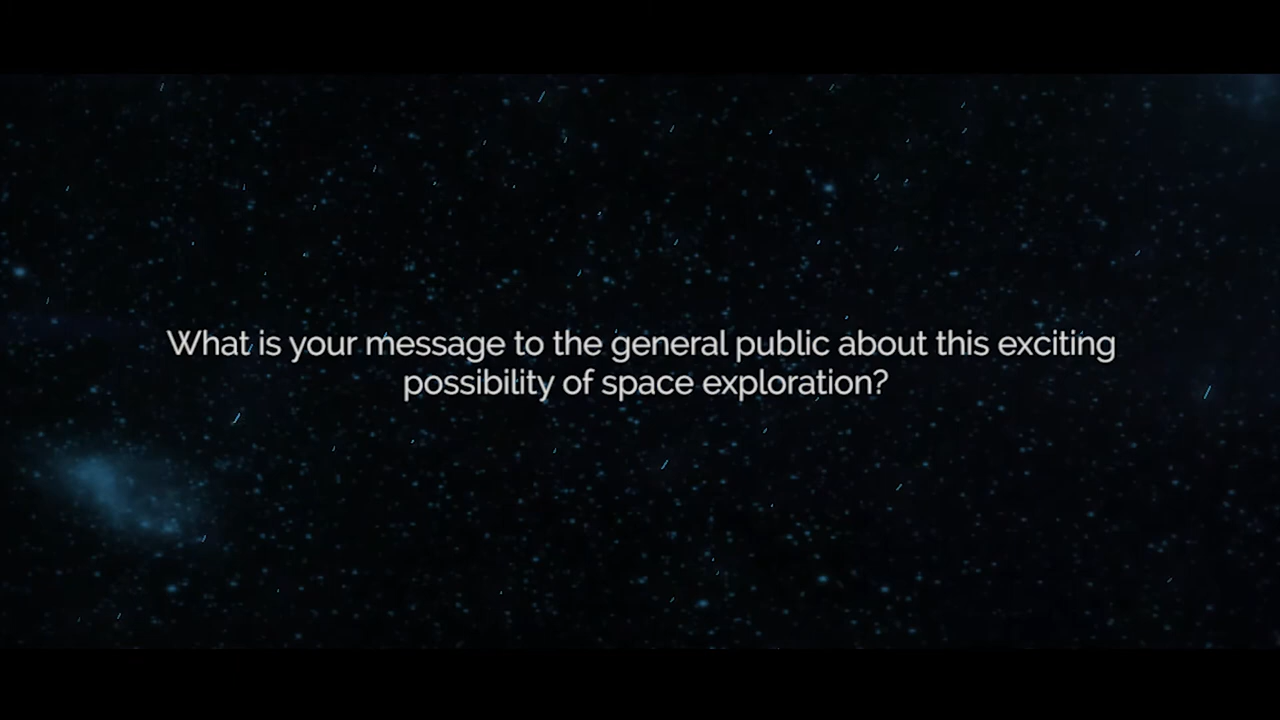 What is your message to the general public about this exciting
possibility of space exploration?